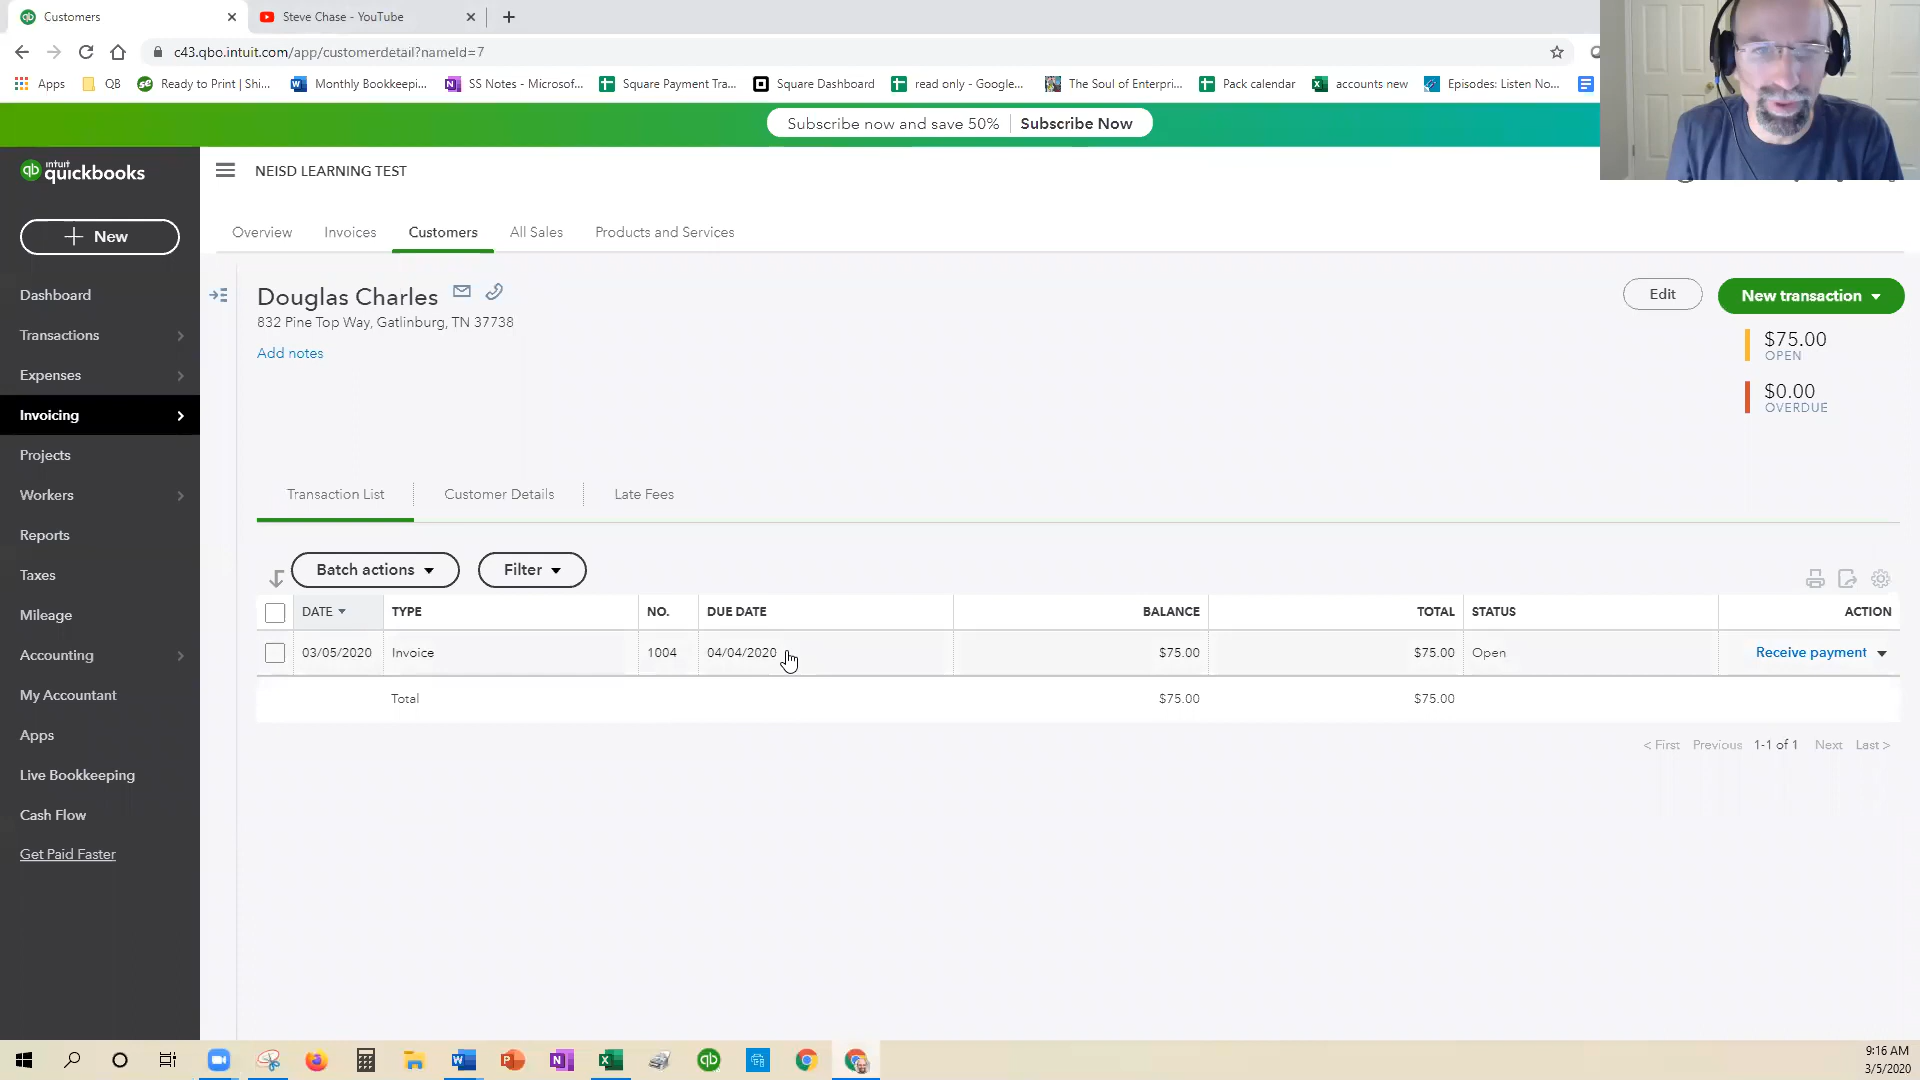 Customers
Steve Chase - YouTube
c43.qbo.intuit.com/app/customerdetail?nameId=7
Apps QB Ready to Print | Shi... Monthly Bookkeepi... SS Notes - Microsof... Square Payment Tra... Square Dashboard read only - Google... The Soul of Enterpri... Pack calendar accounts new Episodes: Listen No...
Subscribe now and save 50% Subscribe Now
intuit
quickbooks
NEISD LEARNING TEST
+ New
Overview Invoices Customers All Sales Products and Services
Dashboard
Transactions
Expenses
Invoicing
Projects
Workers
Reports
Taxes
Mileage
Accounting
My Accountant
Apps
Live Bookkeeping
Cash Flow
Get Paid Faster
Douglas Charles
832 Pine Top Way, Gatlinburg, TN 37738
Add notes
Edit New transaction
$75.00
OPEN
$0.00
OVERDUE
Transaction List Customer Details Late Fees
Batch actions Filter
DATE TYPE NO. DUE DATE BALANCE TOTAL STATUS ACTION
03/05/2020 Invoice 1004 04/04/2020 $75.00 $75.00 Open Receive payment
Total $75.00 $75.00
< First Previous 1-1 of 1 Next Last >
9:16 AM
3/5/2020